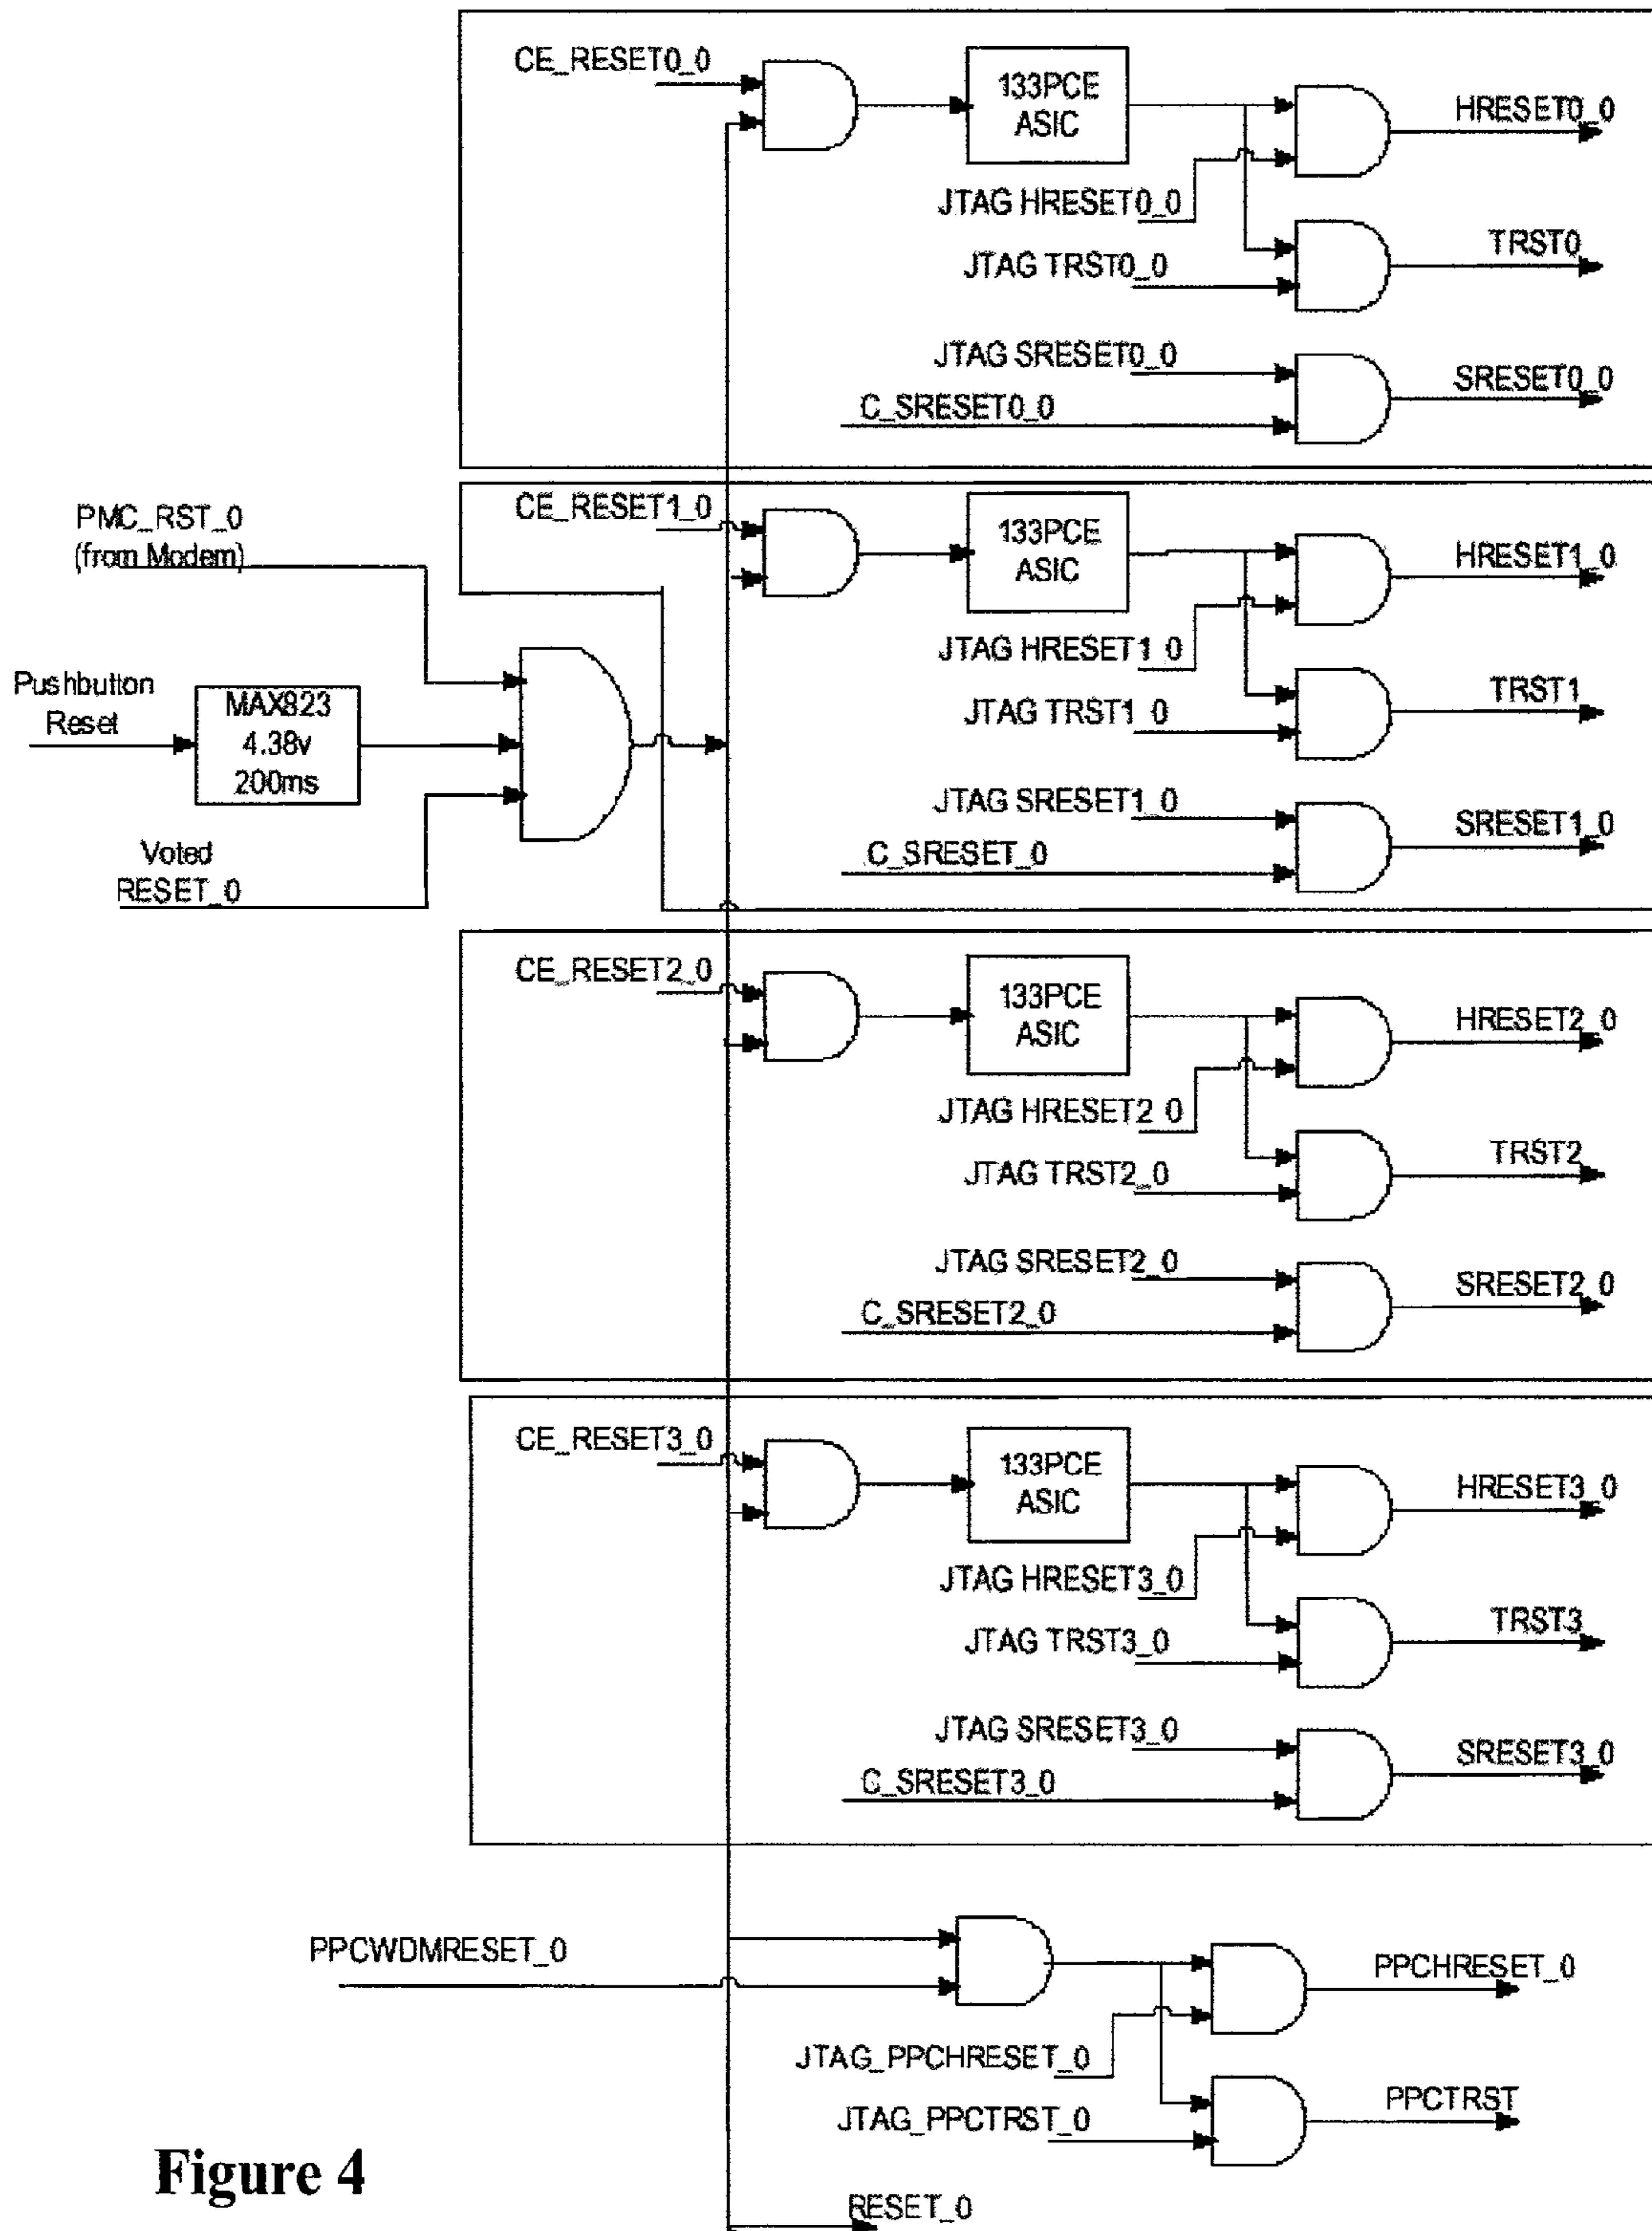 CE_RESET0_0
133PCE
ASIC
HRESET0_0
JTAG HRESET0_0
TRST0
JTAG TRST0_0
JTAG SRESET0_0
SRESET0_0
C_SRESET0_0
CE_RESET1_0
133PCE
ASIC
HRESET1_0
JTAG HRESET1_0
TRST1
JTAG TRST1_0
JTAG SRESET1_0
SRESET1_0
C_SRESET_0
PMC_RST_0
(from Modem)
Pushbutton
Reset
MAX823
4.38v
200ms
Voted
RESET_0
CE_RESET2_0
133PCE
ASIC
HRESET2_0
JTAG HRESET2_0
TRST2
JTAG TRST2_0
JTAG SRESET2_0
SRESET2_0
C_SRESET2_0
CE_RESET3_0
133PCE
ASIC
HRESET3_0
JTAG HRESET3_0
TRST3
JTAG TRST3_0
JTAG SRESET3_0
SRESET3_0
C_SRESET3_0
PPCWDMRESET_0
PPCHRESET_0
JTAG_PPCHRESET_0
PPCTRST
JTAG_PPCTRST_0
RESET_0
Figure 4